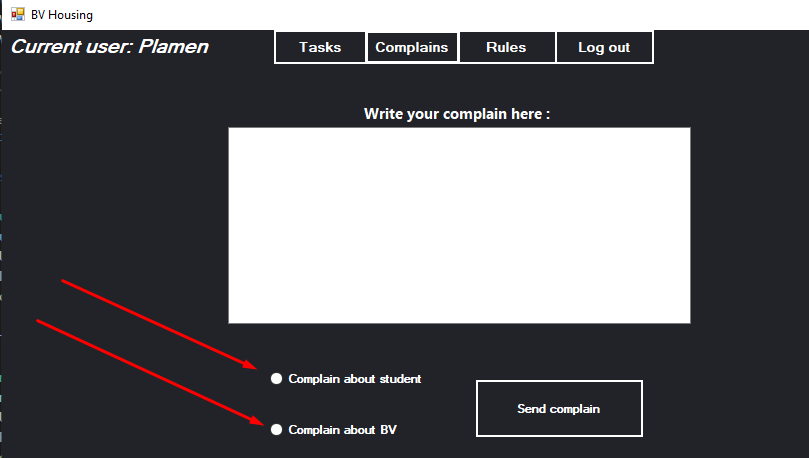 BV Housing
Current user: Plamen
Tasks
Complains
Rules
Log out
Write your complain here :
Complain about student
Complain about BV
Send complain